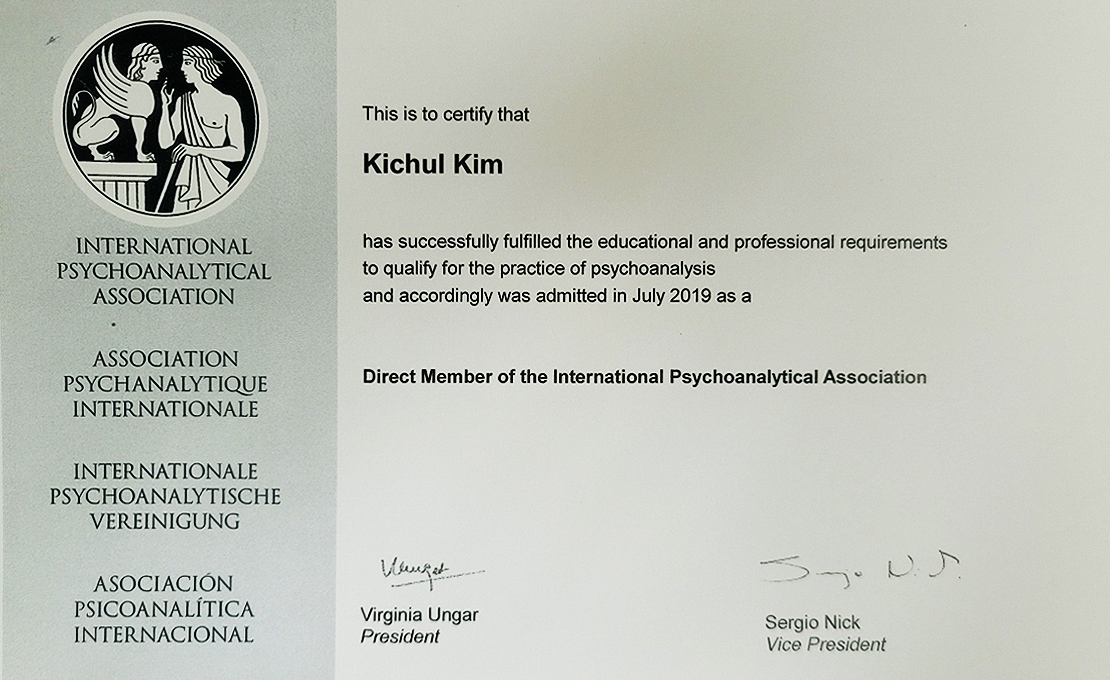 INTERNATIONAL
PSYCHOANALYTICAL
ASSOCIATION
ASSOCIATION
PSYCHANALYTIQUE
INTERNATIONALE
INTERNATIONALE
PSYCHOANALYTISCHE
VEREINIGUNG
ASOCIACIÓN
PSICOANALÍTICA
INTERNACIONAL
This is to certify that
Kichul Kim
has successfully fulfilled the educational and professional requirements
to qualify for the practice of psychoanalysis
and accordingly was admitted in July 2019 as a
Direct Member of the International Psychoanalytical Association
Virginia Ungar
President
Sergio Nick
Vice President